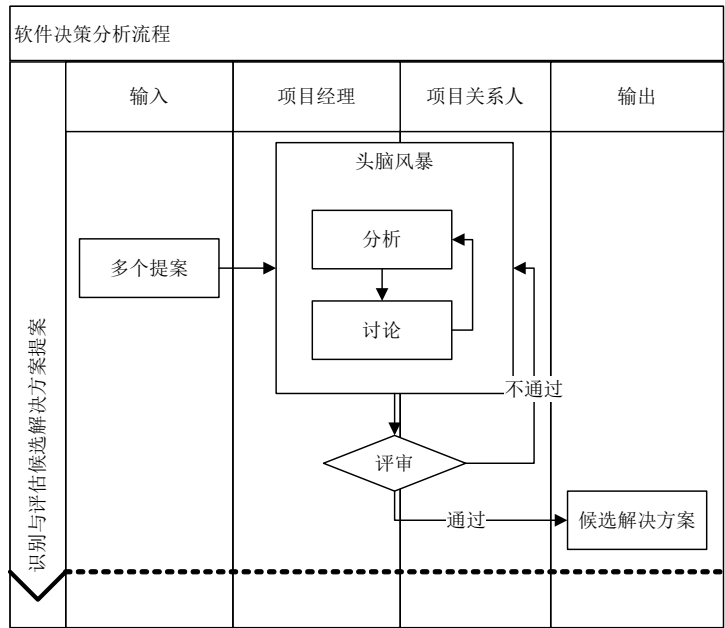 软件决策分析流程
输入
项目经理
项目关系人
输出
头脑风暴
分析
多个提案
讨论
识别与评估候选解决方案提案
不通过
评审
通过
候选解决方案